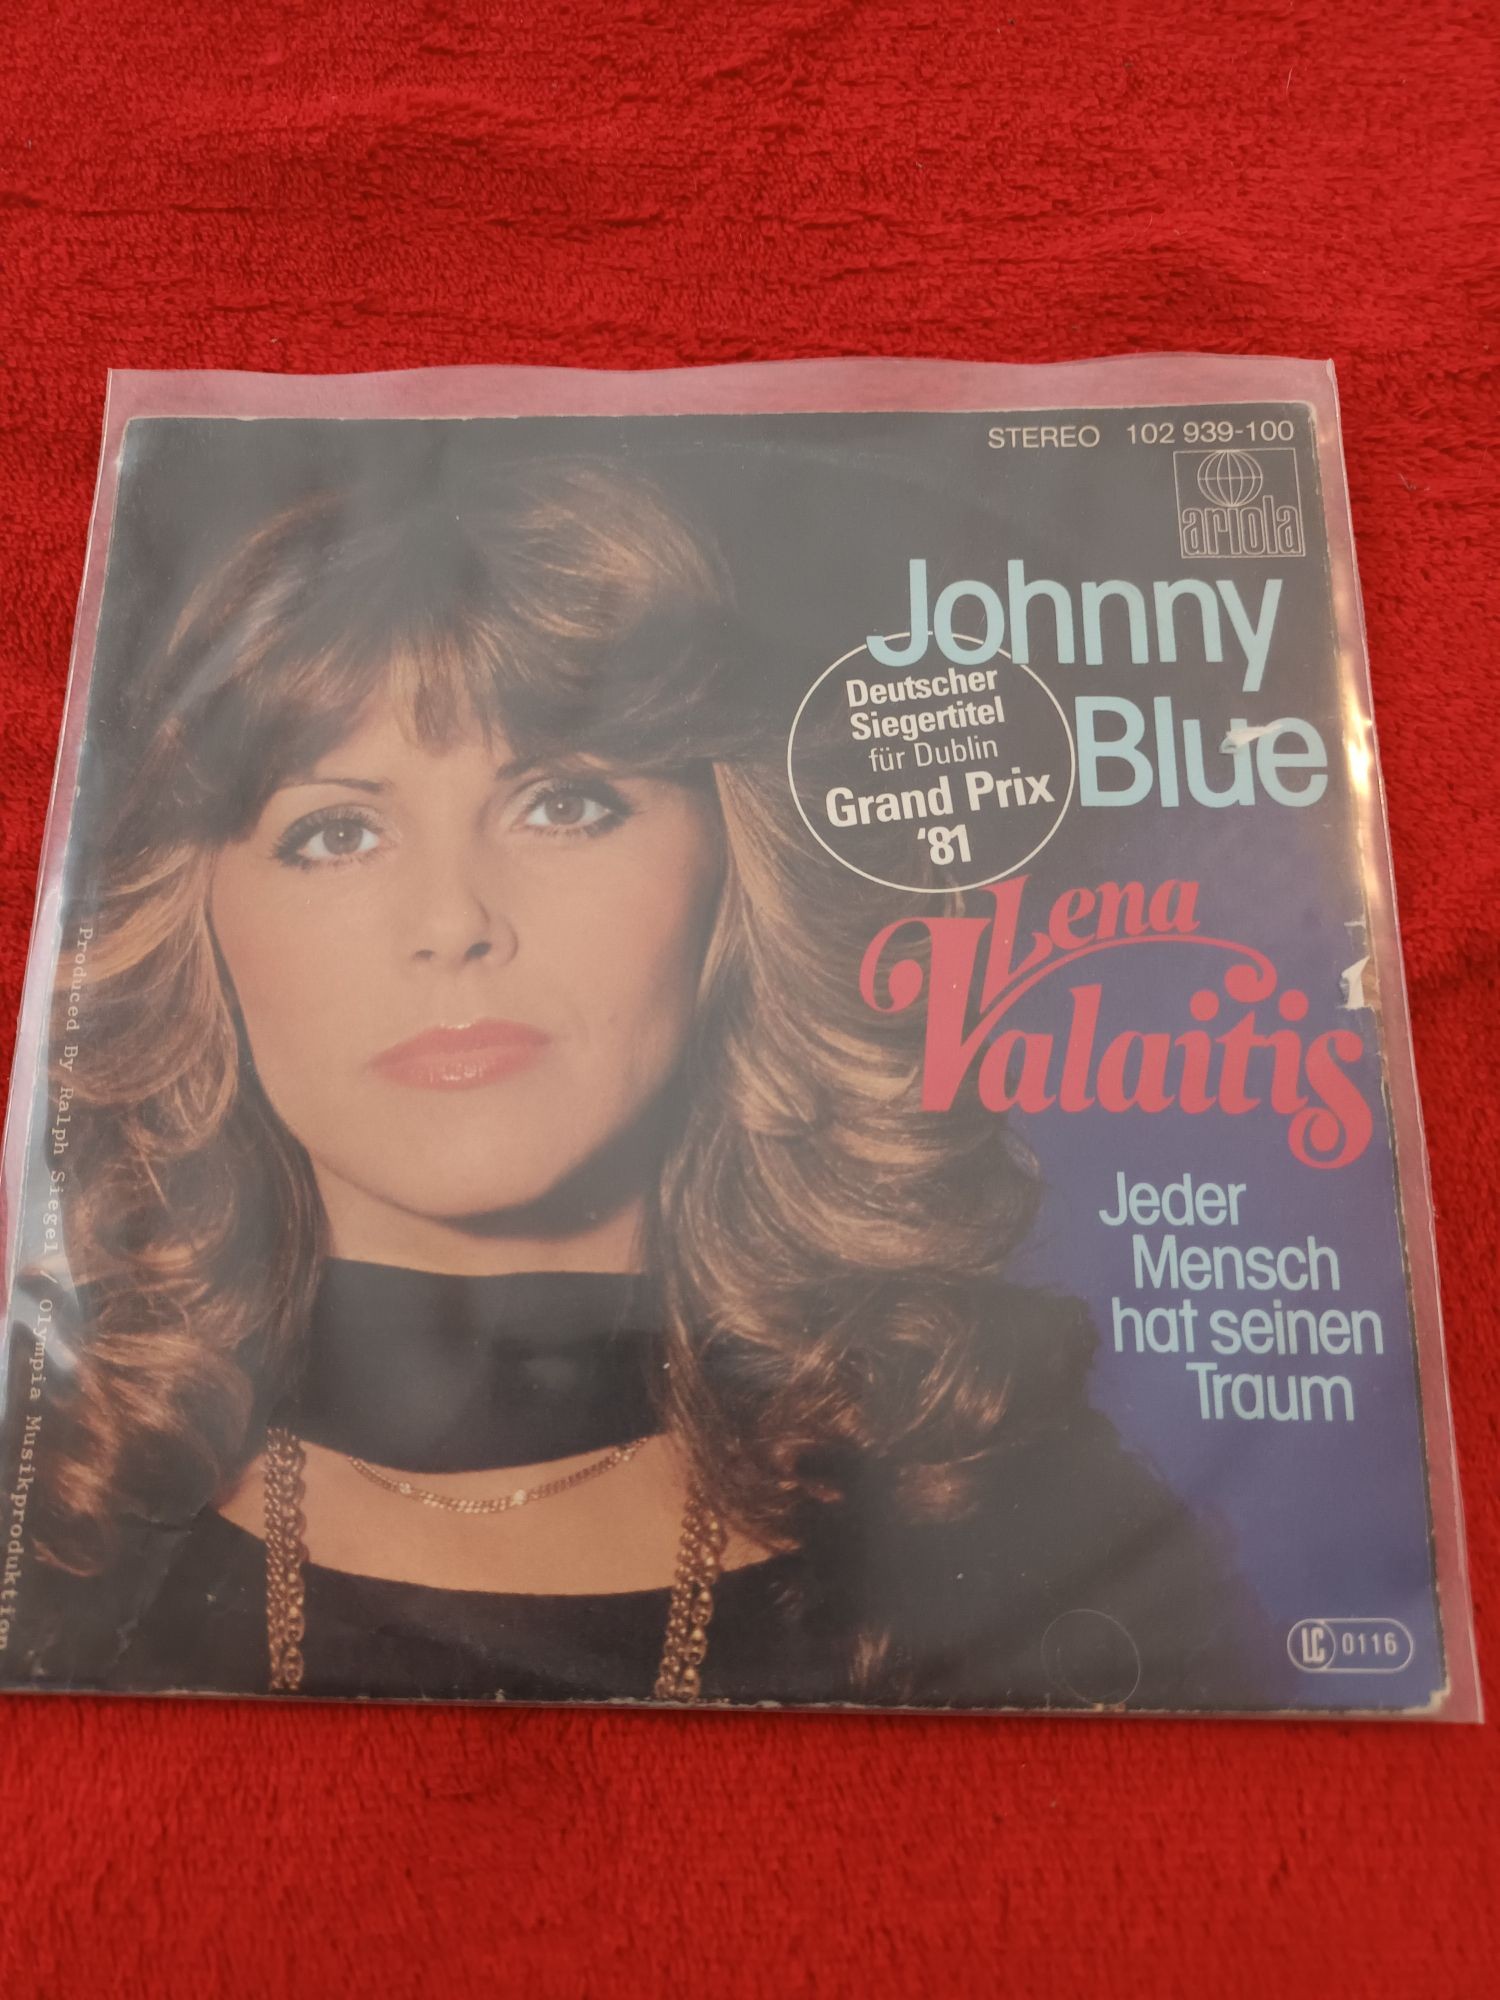 STEREO 102 939-100
ariola
Johnny
Blue
Deutscher
Siegertitel
für Dublin
Grand Prix
'81
Lena
Valaitis
Jeder
Mensch
hat seinen
Traum
Produced By Ralph Siegel / Olympia Musikproduktion
LC 0116